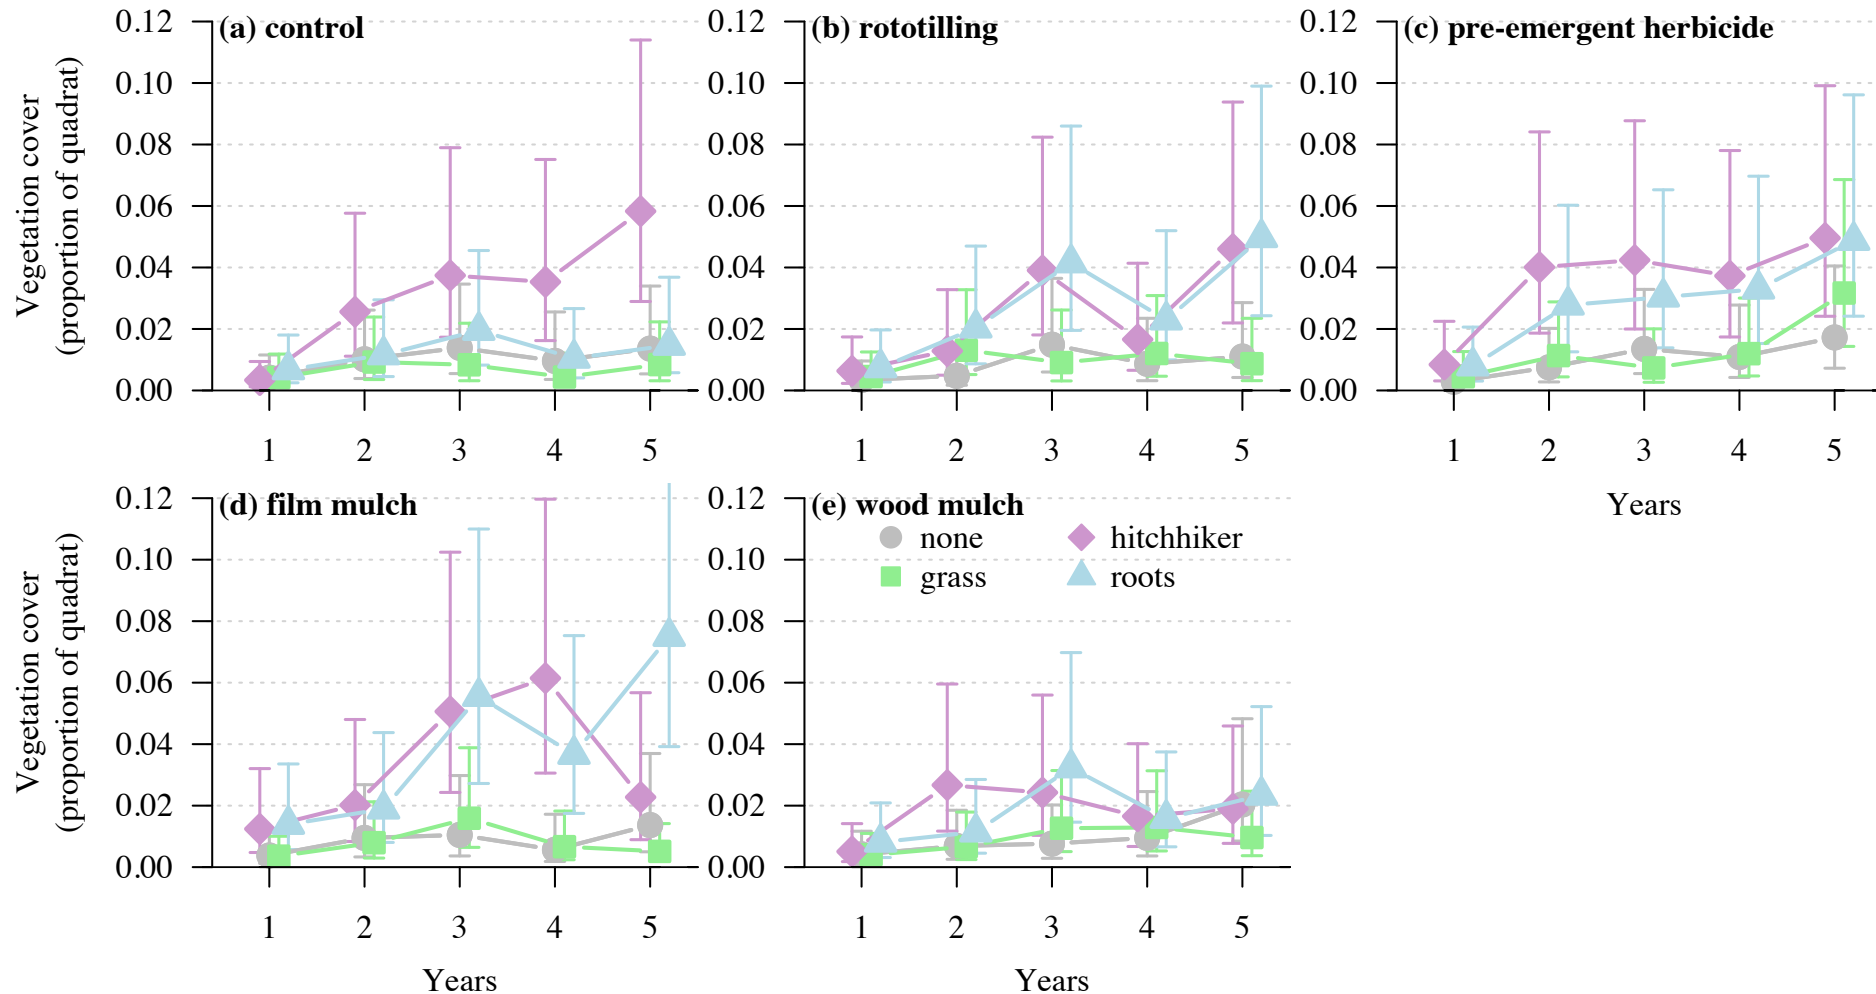 (a) control
(b) rototilling
(c) pre-emergent herbicide
0.12
0.10
0.08
0.06
0.04
0.02
0.00
0.12
0.10
0.08
0.06
0.04
0.02
0.00
0.12
0.10
0.08
0.06
0.04
0.02
0.00
Vegetation cover
(proportion of quadrat)
1 2 3 4 5
1 2 3 4 5
1 2 3 4 5
Years
(d) film mulch
(e) wood mulch
none
hitchhiker
grass
roots
0.12
0.10
0.08
0.06
0.04
0.02
0.00
0.12
0.10
0.08
0.06
0.04
0.02
0.00
Vegetation cover
(proportion of quadrat)
1 2 3 4 5
1 2 3 4 5
Years
Years